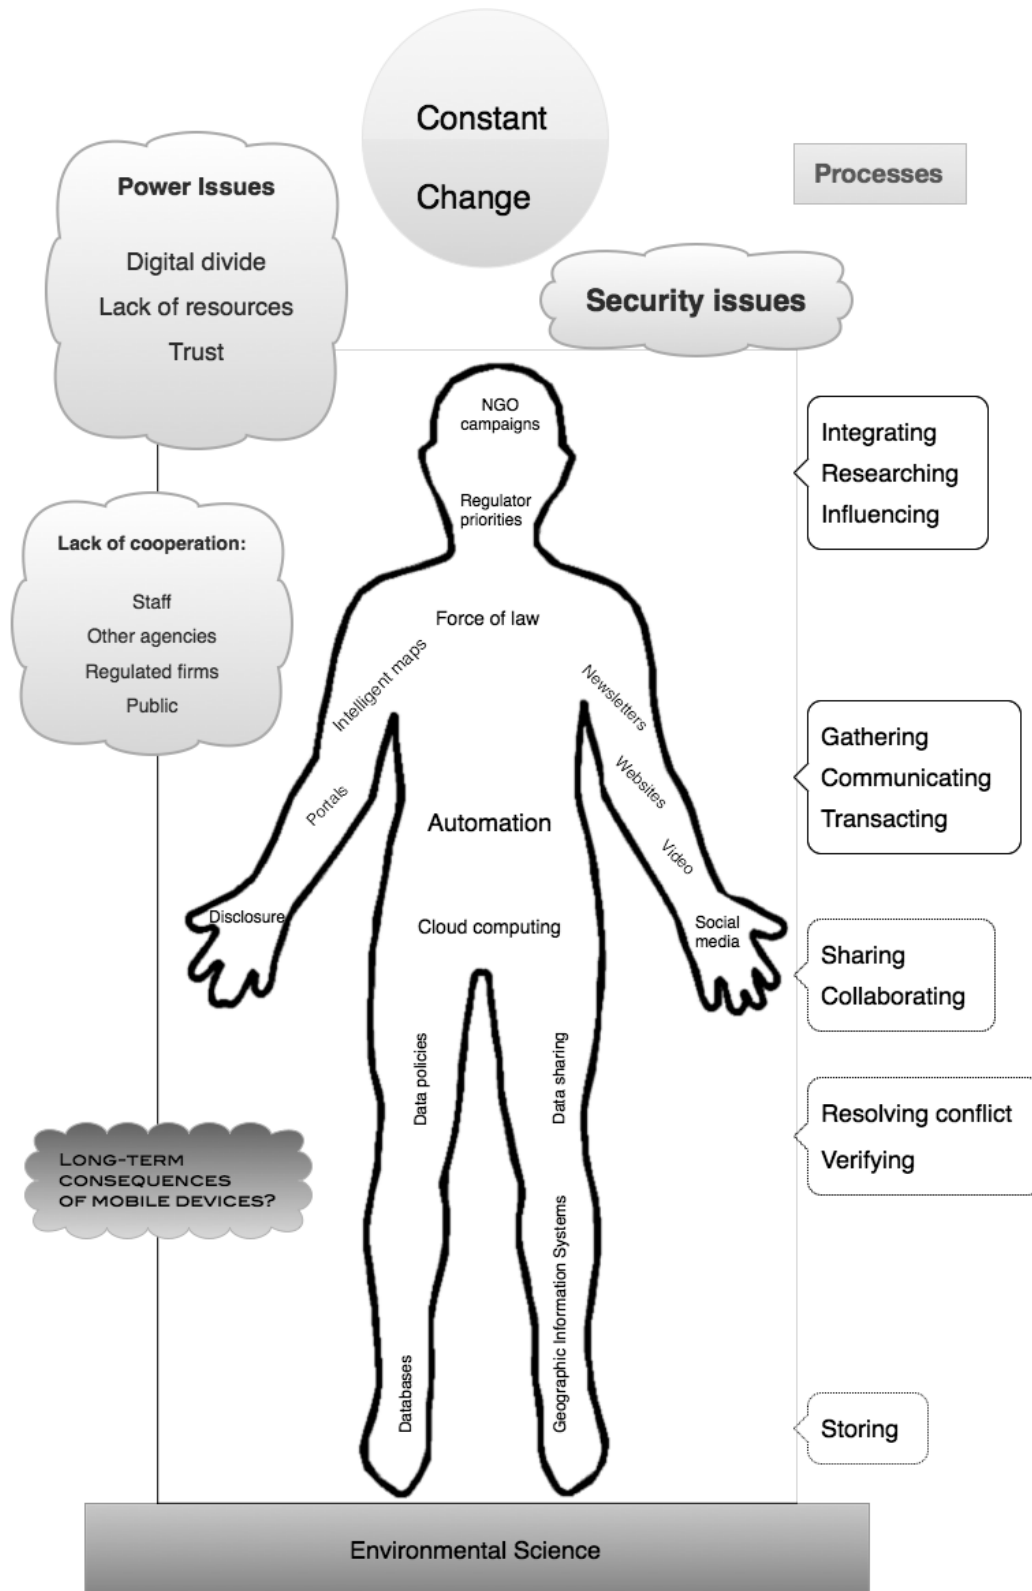 Constant
Change
Processes
Power Issues
Digital divide
Lack of resources
Trust
Security issues
NGO
campaigns
Regulator
priorities
Integrating
Researching
Influencing
Lack of cooperation:
Staff
Other agencies
Regulated firms
Public
Force of law
Intelligent maps
Newsletters
Portals
Websites
Automation
Video
Gathering
Communicating
Transacting
Disclosure
Cloud computing
Social
media
Sharing
Collaborating
Data policies
Data sharing
Resolving conflict
Verifying
LONG-TERM
CONSEQUENCES
OF MOBILE DEVICES?
Databases
Geographic Information Systems
Storing
Environmental Science